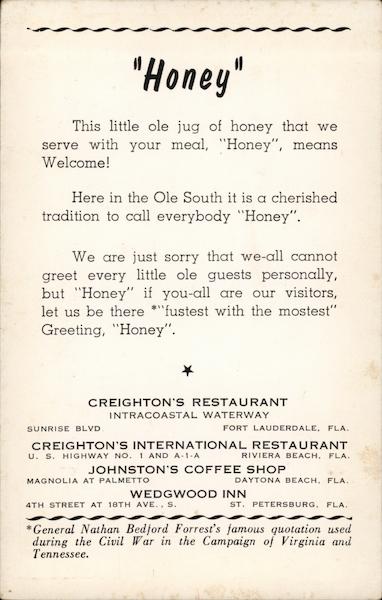 "Honey"
This little ole jug of honey that we
serve with your meal, "Honey", means
Welcome!
Here in the Ole South it is a cherished
tradition to call everybody "Honey".
We are just sorry that we-all cannot
greet every little ole guests personally,
but "Honey" if you-all are our visitors,
let us be there *"fustest with the mostest"
Greeting, "Honey".
★
CREIGHTON'S RESTAURANT
INTRACOASTAL WATERWAY
SUNRISE BLVD FORT LAUDERDALE, FLA.
CREIGHTON'S INTERNATIONAL RESTAURANT
U. S. HIGHWAY NO. 1 AND A-1-A RIVIERA BEACH, FLA.
JOHNSTON'S COFFEE SHOP
MAGNOLIA AT PALMETTO DAYTONA BEACH, FLA.
WEDGWOOD INN
4TH STREET AT 18TH AVE., S. ST. PETERSBURG, FLA.
*General Nathan Bedford Forrest's famous quotation used
during the Civil War in the Campaign of Virginia and
Tennessee.